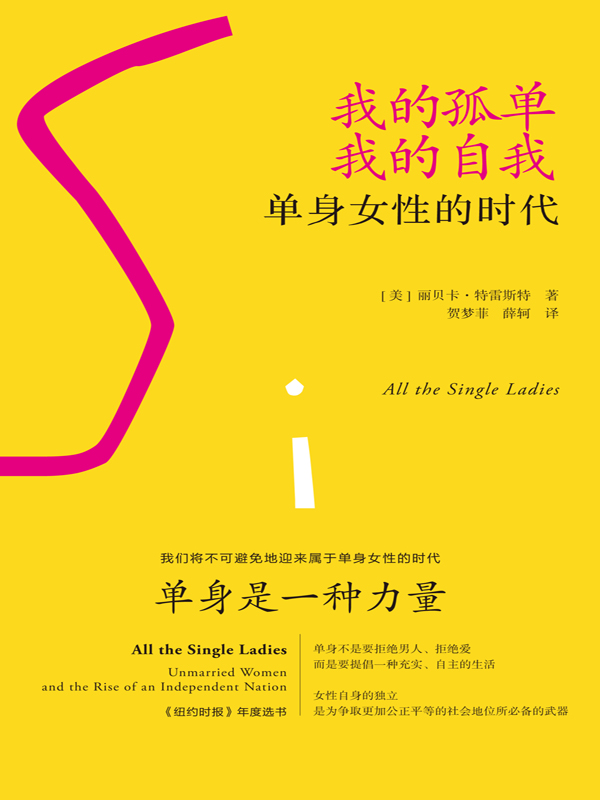 我的孤单
我的自我
单身女性的时代
［美］丽贝卡·特雷斯特 著
贺梦菲 薛轲 译
All the Single Ladies
我们将不可避免地迎来属于单身女性的时代
单身是一种力量
All the Single Ladies
Unmarried Women
and the Rise of an Independent Nation
《纽约时报》年度选书
单身不是要拒绝男人、拒绝爱
而是要提倡一种充实、自主的生活
女性自身的独立
是为争取更加公正平等的社会地位所必备的武器